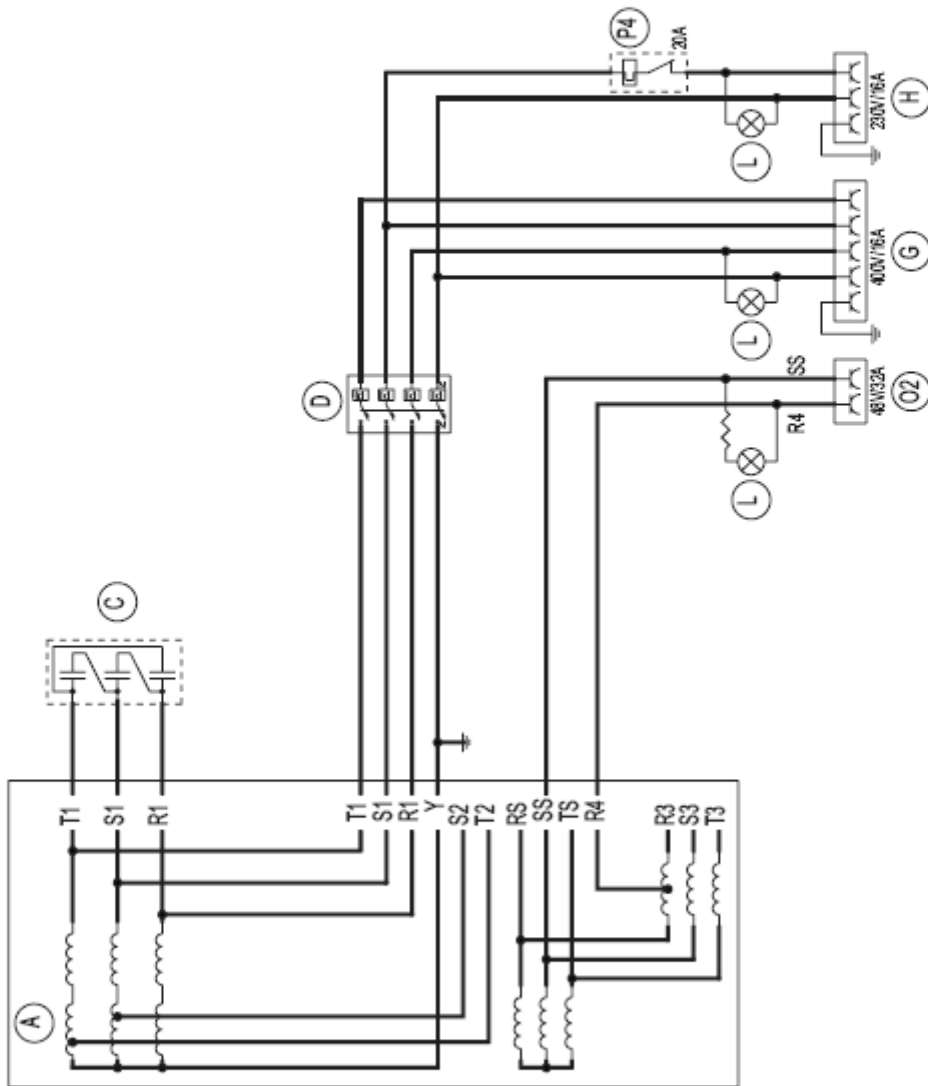 A
T1
S1
C
R1
D
T1
S1
R1
Y
S2
T2
RS
SS
TS
R4
P4
R3
20A
S3
T3
L
L
L
R4
SS
48V/32A
400V/16A
230V/16A
O2
G
H